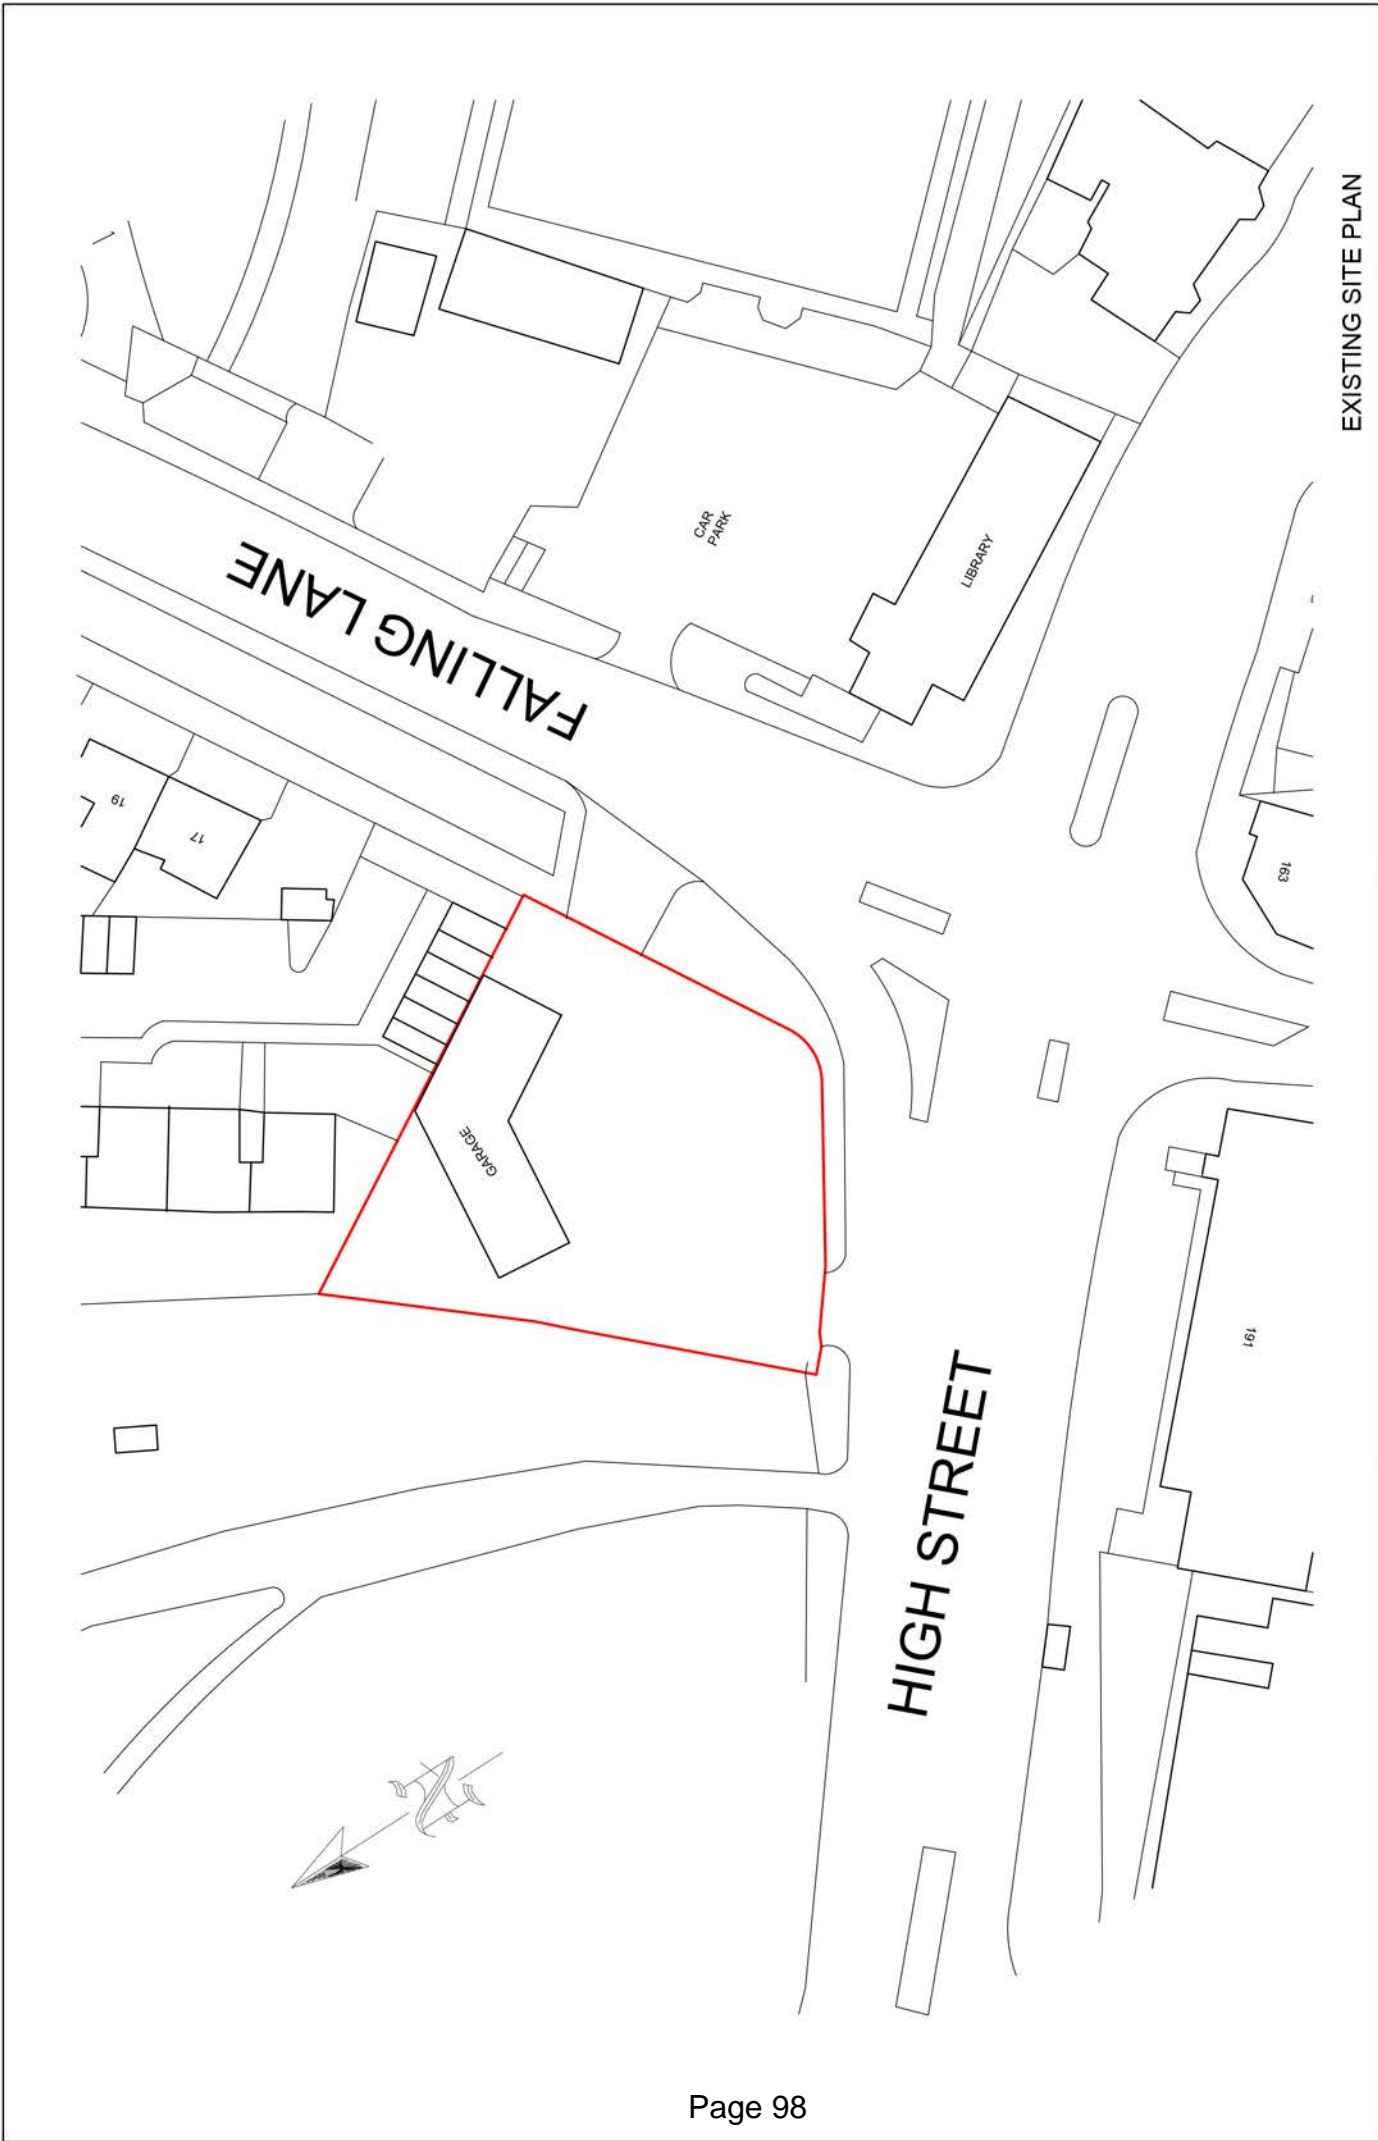 EXISTING SITE PLAN
CAR
PARK
LIBRARY
FALLING LANE
19
17
163
GARAGE
191
HIGH STREET
N
Page 98